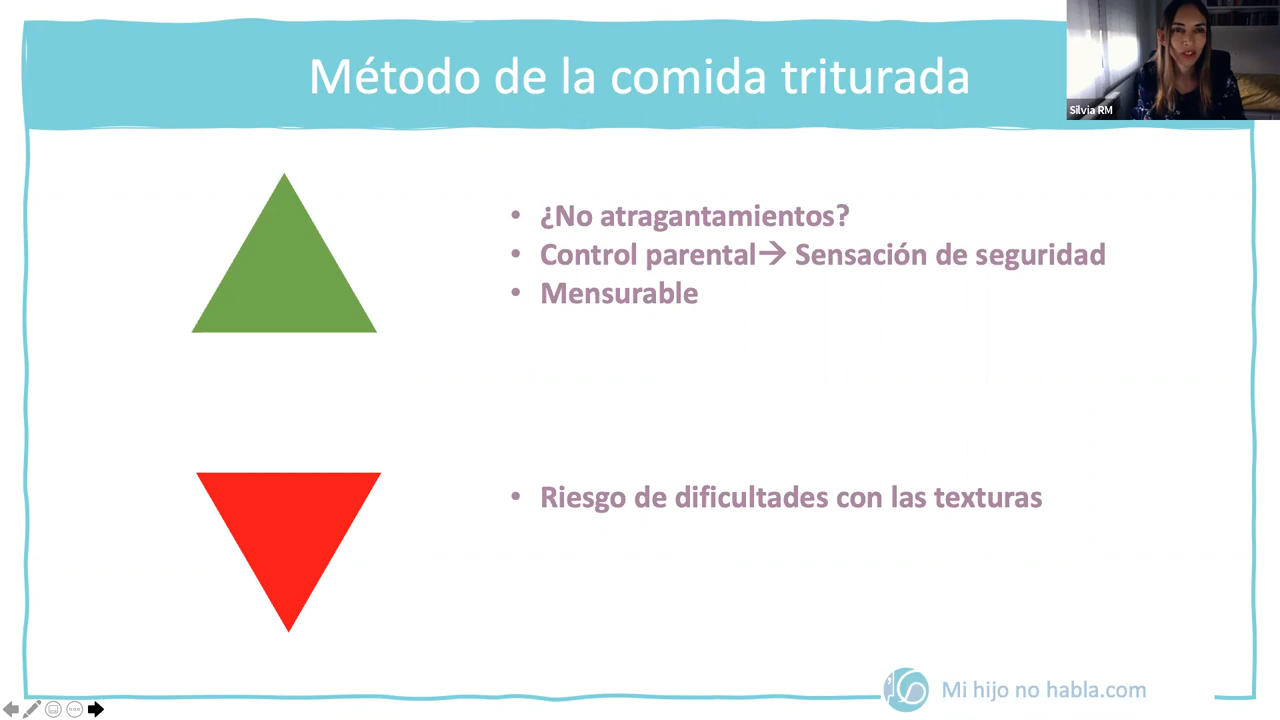 Método de la comida triturada
Silvia RM
• ¿No atragantamientos?
• Control parental→ Sensación de seguridad
• Mensurable
• Riesgo de dificultades con las texturas
Mi hijo no habla.com